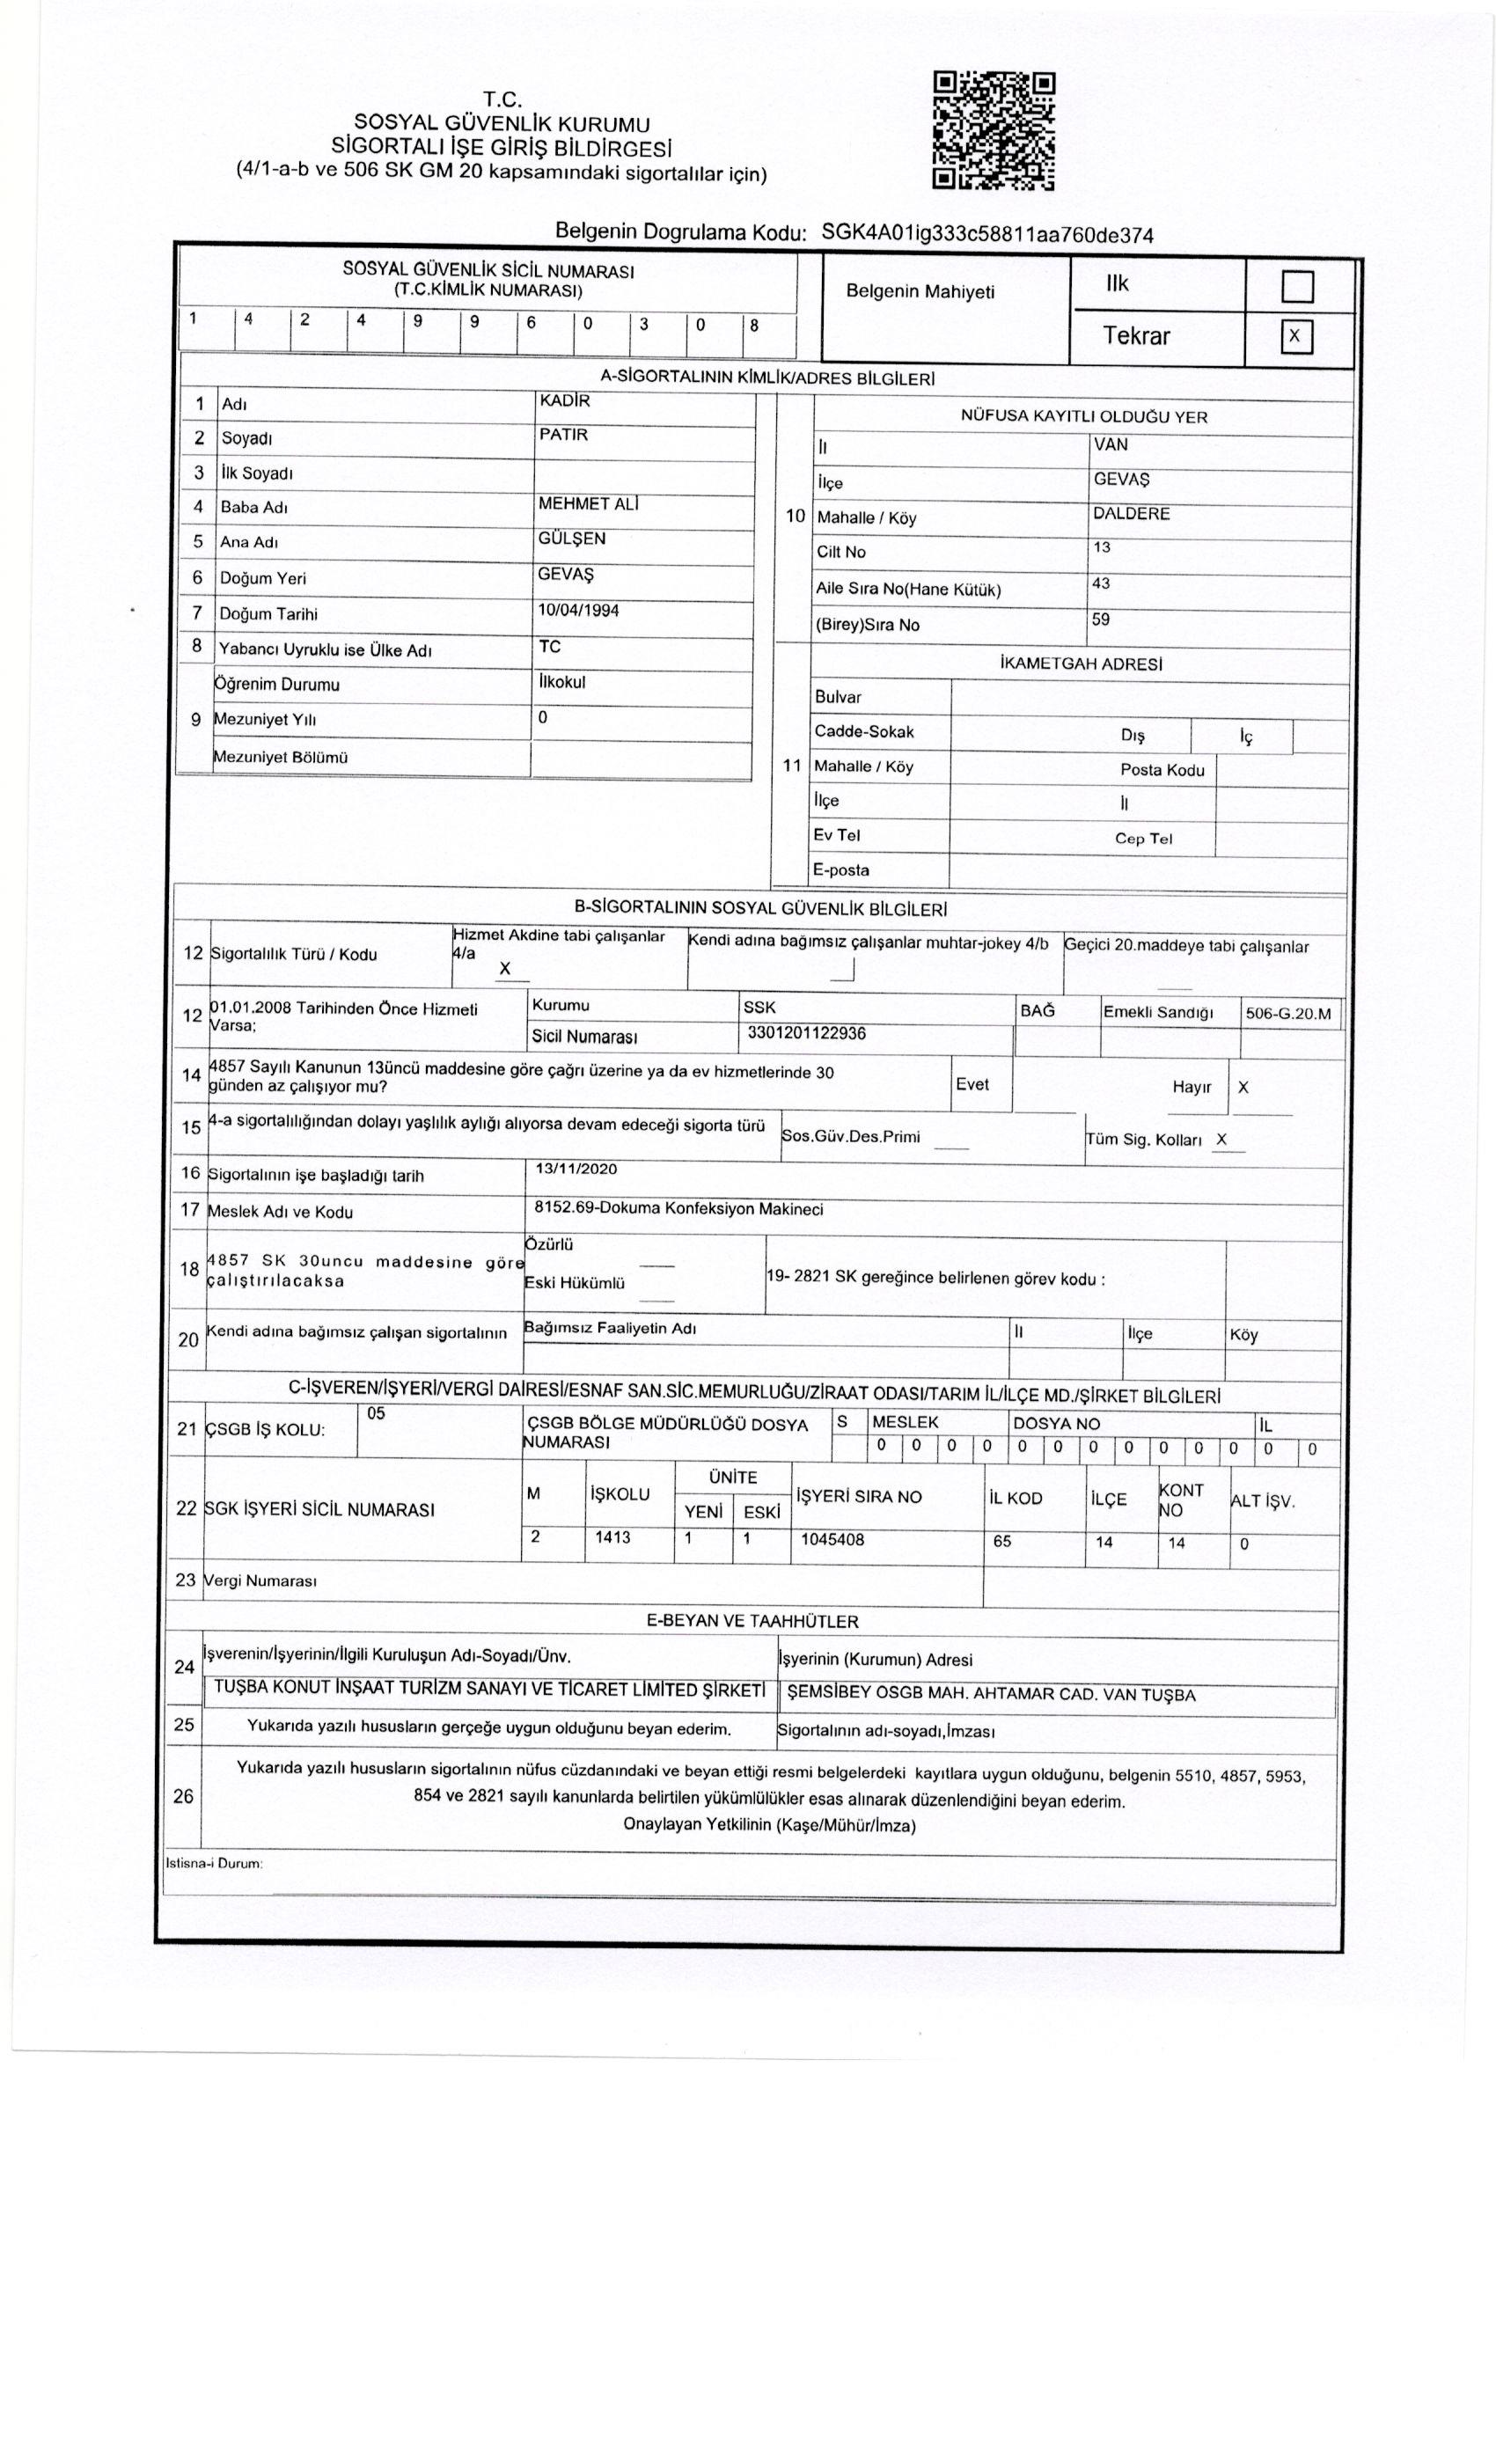 T.C.
SOSYAL GÜVENLİK KURUMU
SİGORTALI İŞE GİRİŞ BİLDİRGESİ
(4/1-a-b ve 506 SK GM 20 kapsamındaki sigortalılar için)
Belgenin Dogrulama Kodu: SGK4A01ig333c58811aa760de374
SOSYAL GÜVENLİK SİCİL NUMARASI
(T.C.KİMLİK NUMARASI)
1 4 2 4 9 9 6 0 3 0 8
Belgenin Mahiyeti
Ilk
Tekrar X
A-SİGORTALININ KİMLİK/ADRES BİLGİLERİ
1 Adı KADİR
2 Soyadı PATIR
3 İlk Soyadı
4 Baba Adı MEHMET ALİ
5 Ana Adı GÜLŞEN
6 Doğum Yeri GEVAŞ
7 Doğum Tarihi 10/04/1994
8 Yabancı Uyruklu ise Ülke Adı TC
9 Öğrenim Durumu İlkokul
Mezuniyet Yılı 0
Mezuniyet Bölümü
10 NÜFUSA KAYITLI OLDUĞU YER
İl VAN
İlçe GEVAŞ
Mahalle / Köy DALDERE
Cilt No 13
Aile Sıra No(Hane Kütük) 43
(Birey)Sıra No 59
11 İKAMETGAH ADRESİ
Bulvar
Cadde-Sokak Dış İç
Mahalle / Köy Posta Kodu
İlçe İl
Ev Tel Cep Tel
E-posta
B-SİGORTALININ SOSYAL GÜVENLİK BİLGİLERİ
12 Sigortalılık Türü / Kodu Hizmet Akdine tabi çalışanlar 4/a X Kendi adına bağımsız çalışanlar muhtar-jokey 4/b Geçici 20.maddeye tabi çalışanlar
12 01.01.2008 Tarihinden Önce Hizmeti Varsa; Kurumu SSK BAĞ Emekli Sandığı 506-G.20.M
Sicil Numarası 3301201122936
14 4857 Sayılı Kanunun 13üncü maddesine göre çağrı üzerine ya da ev hizmetlerinde 30
günden az çalışıyor mu? Evet Hayır X
15 4-a sigortalılığından dolayı yaşlılık aylığı alıyorsa devam edeceği sigorta türü Sos.Güv.Des.Primi Tüm Sig. Kolları X
16 Sigortalının işe başladığı tarih 13/11/2020
17 Meslek Adı ve Kodu 8152.69-Dokuma Konfeksiyon Makineci
18 4857 SK 30uncu maddesine göre
çalıştırılacaksa Özürlü
Eski Hükümlü
19- 2821 SK gereğince belirlenen görev kodu :
20 Kendi adına bağımsız çalışan sigortalının Bağımsız Faaliyetin Adı İl İlçe Köy
C-İŞVEREN/İŞYERİ/VERGİ DAİRESİ/ESNAF SAN.SİC.MEMURLUĞU/ZİRAAT ODASI/TARIM İL/İLÇE MD./ŞİRKET BİLGİLERİ
21 ÇSGB İŞ KOLU: 05 ÇSGB BÖLGE MÜDÜRLÜĞÜ DOSYA
NUMARASI S MESLEK DOSYA NO İL
0 0 0 0 0 0 0 0 0 0 0 0 0
22 SGK İŞYERİ SİCİL NUMARASI M İŞKOLU ÜNİTE İŞYERİ SIRA NO İL KOD İLÇE KONT NO ALT İŞV.
YENİ ESKİ
2 1413 1 1 1045408 65 14 14 0
23 Vergi Numarası
E-BEYAN VE TAAHHÜTLER
24 İşverenin/İşyerinin/İlgili Kuruluşun Adı-Soyadı/Ünv. İşyerinin (Kurumun) Adresi
TUŞBA KONUT İNŞAAT TURİZM SANAYI VE TİCARET LİMİTED ŞİRKETİ ŞEMSİBEY OSGB MAH. AHTAMAR CAD. VAN TUŞBA
25 Yukarıda yazılı hususların gerçeğe uygun olduğunu beyan ederim. Sigortalının adı-soyadı,İmzası
26 Yukarıda yazılı hususların sigortalının nüfus cüzdanındaki ve beyan ettiği resmi belgelerdeki kayıtlara uygun olduğunu, belgenin 5510, 4857, 5953,
854 ve 2821 sayılı kanunlarda belirtilen yükümlülükler esas alınarak düzenlendiğini beyan ederim.
Onaylayan Yetkilinin (Kaşe/Mühür/İmza)
Istisna-i Durum: